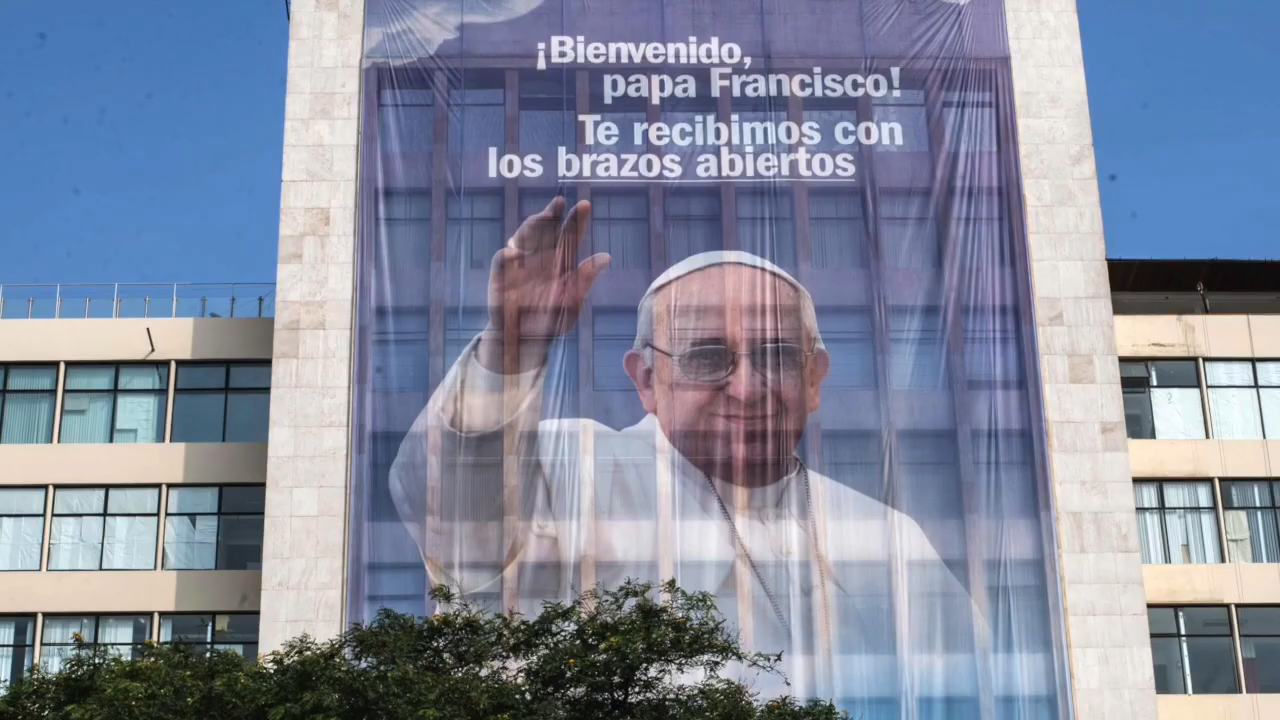 ¡Bienvenido,
papa Francisco!
Te recibimos con
los brazos abiertos